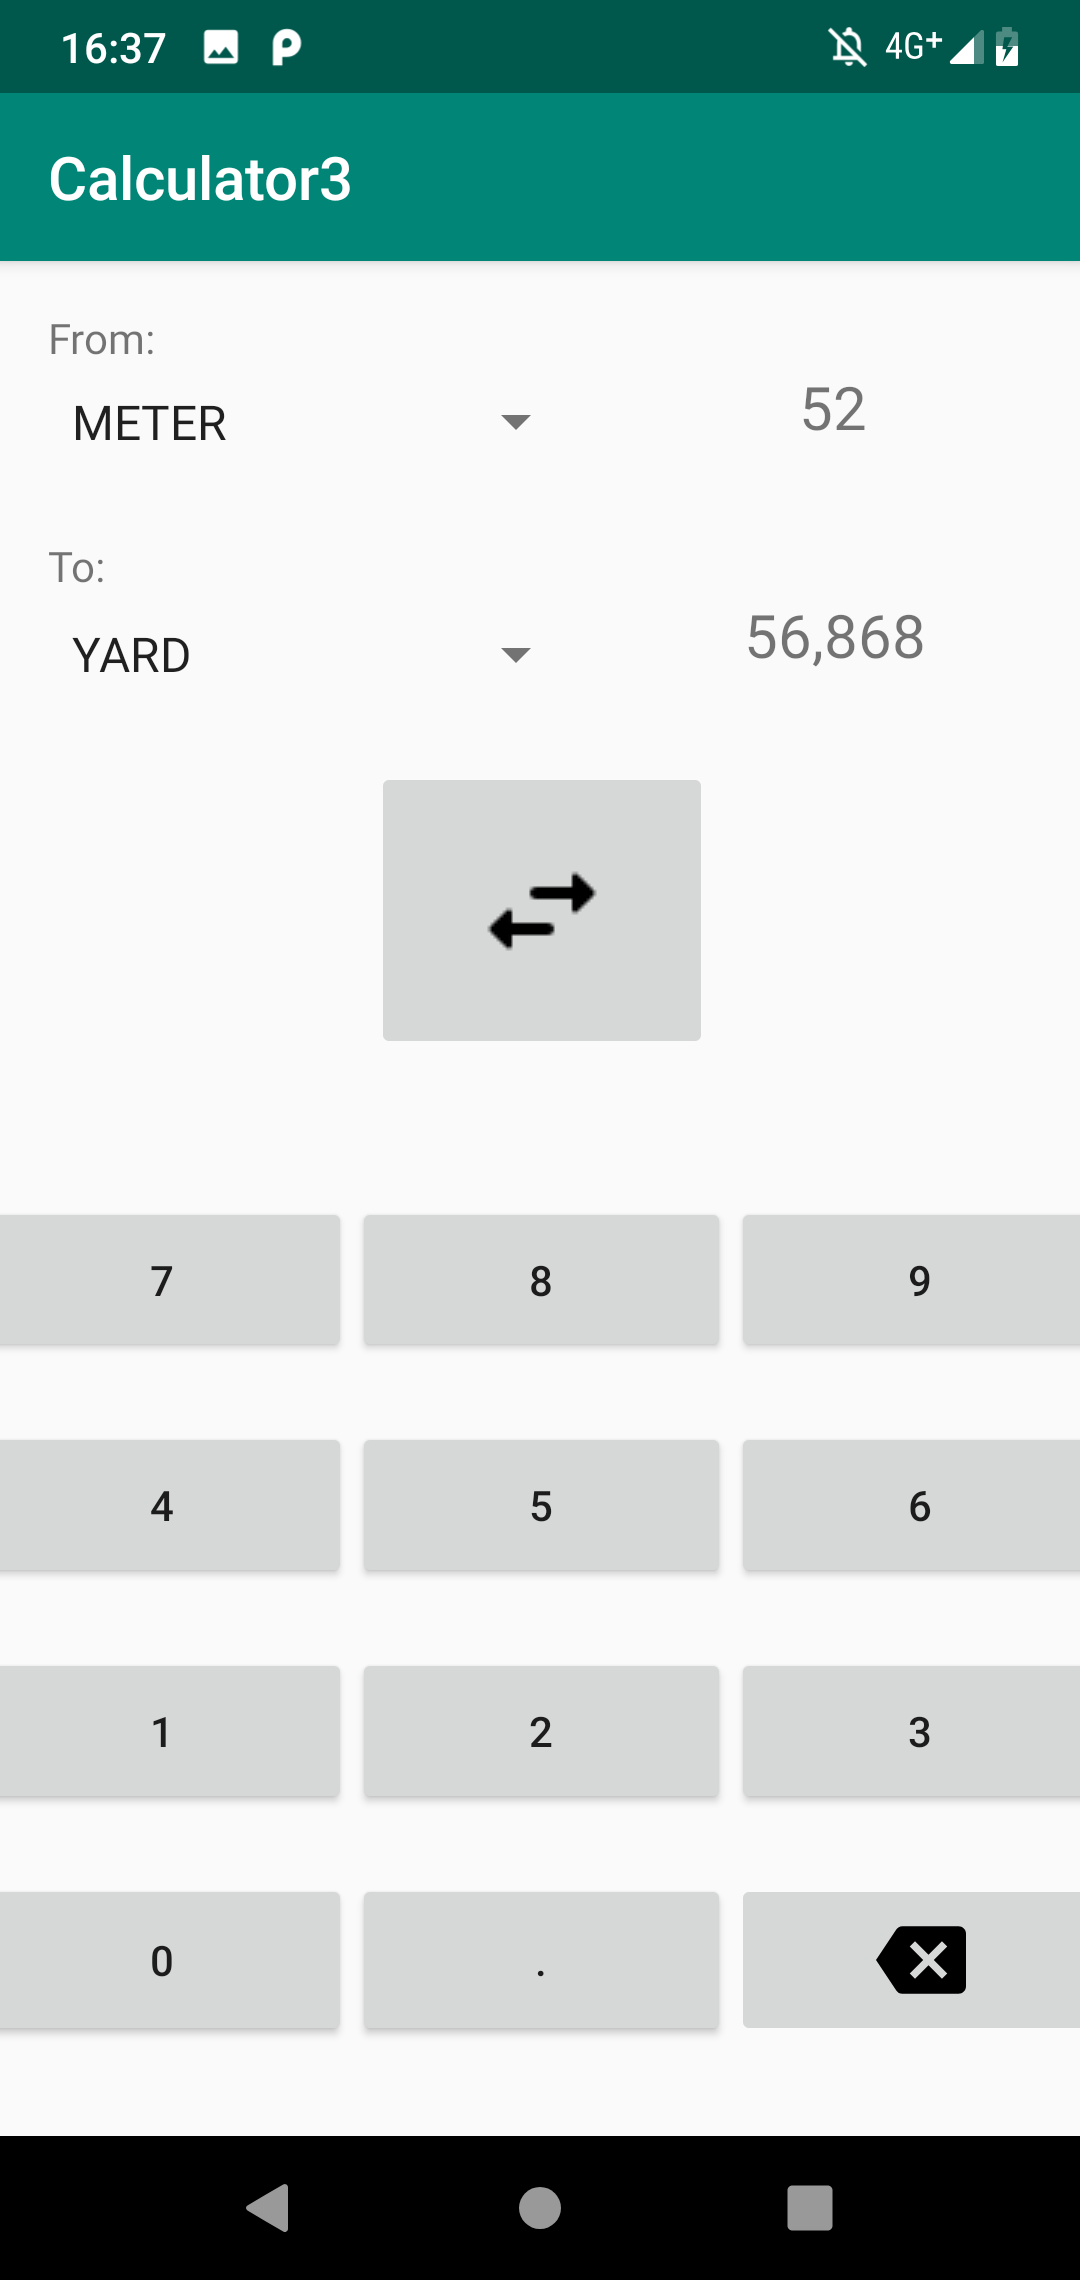 16:37 4G+
Calculator3
From:
METER 52
To:
YARD 56,868
7 8 9
4 5 6
1 2 3
0 .